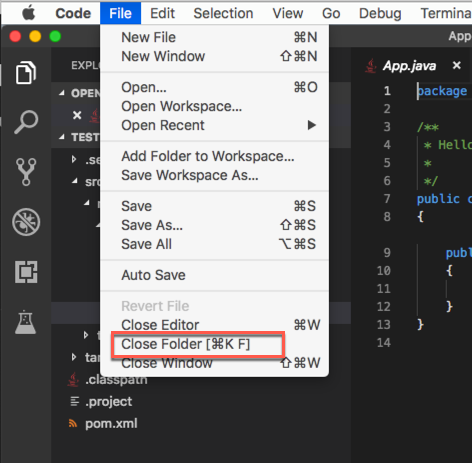 Code File Edit Selection View Go Debug Termina
EXPLO
App
OPEN
TEST
.se
src
n
t
tar
.classpath
.project
pom.xml
New File ⌘N
New Window ⇧⌘N
Open... ⌘O
Open Workspace...
Open Recent ▶
Add Folder to Workspace...
Save Workspace As...
Save ⌘S
Save As... ⇧⌘S
Save All ⌥⌘S
Auto Save
Revert File
Close Editor ⌘W
Close Folder [⌘K F]
Close Window ⇧⌘W
App.java ×
1 package
2
3 /**
4 * Hello
5 *
6 */
7 public c
8 {
9 pub
10 {
11
12 }
13 }
14